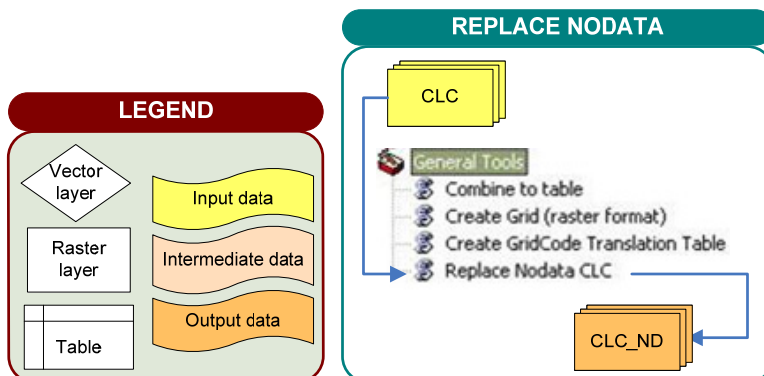 REPLACE NODATA
LEGEND
Vector
layer
Raster
layer
Table
Input data
Intermediate data
Output data
CLC
General Tools
Combine to table
Create Grid (raster format)
Create GridCode Translation Table
Replace Nodata CLC
CLC_ND